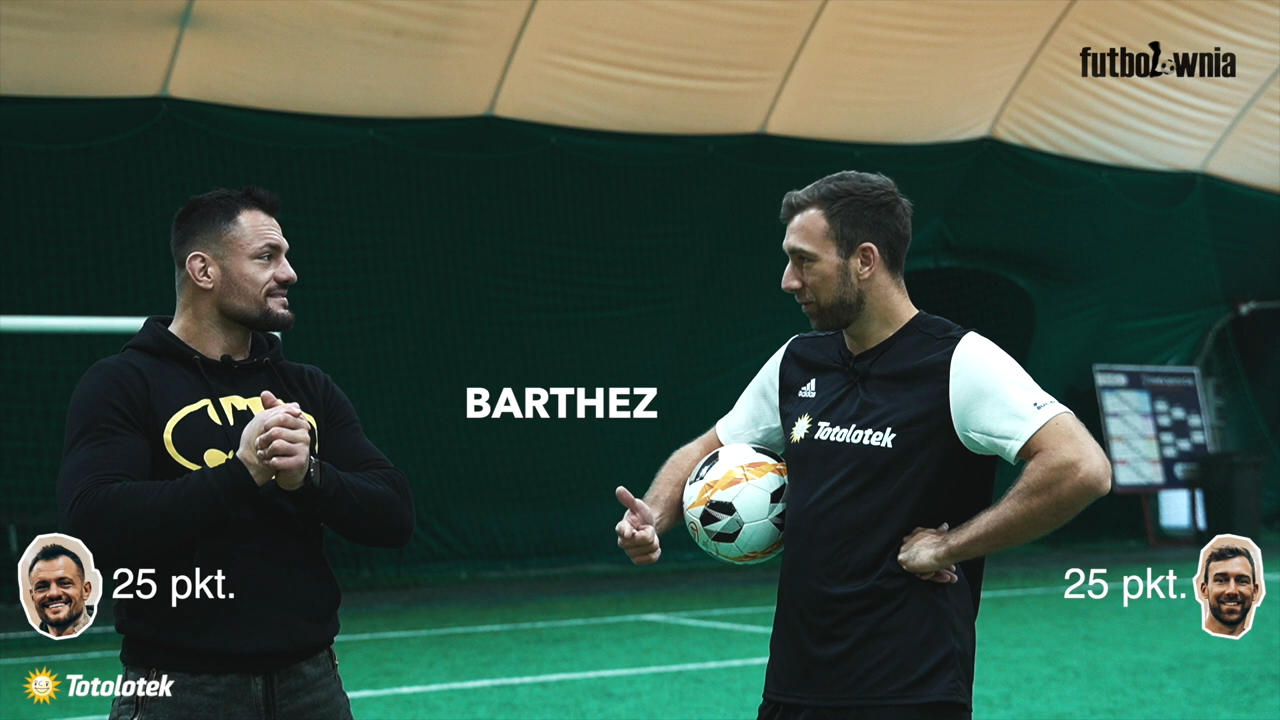 futbolownia
BARTHEZ
adidas
Totolotek
25 pkt.
25 pkt.
Totolotek